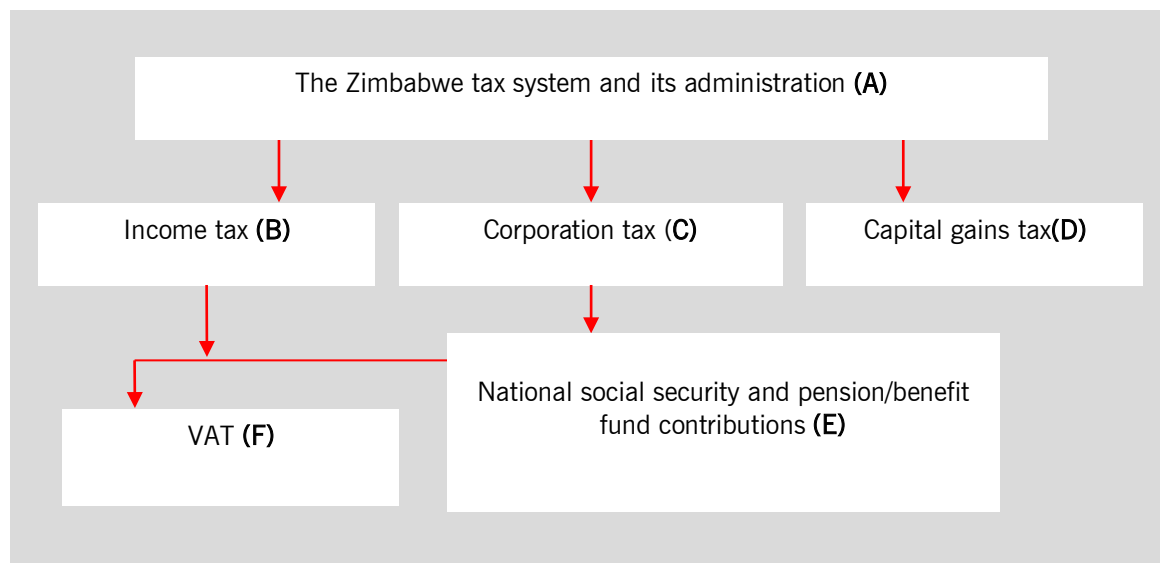 The Zimbabwe tax system and its administration (A)
Income tax (B)
Corporation tax (C)
Capital gains tax(D)
National social security and pension/benefit
fund contributions (E)
VAT (F)